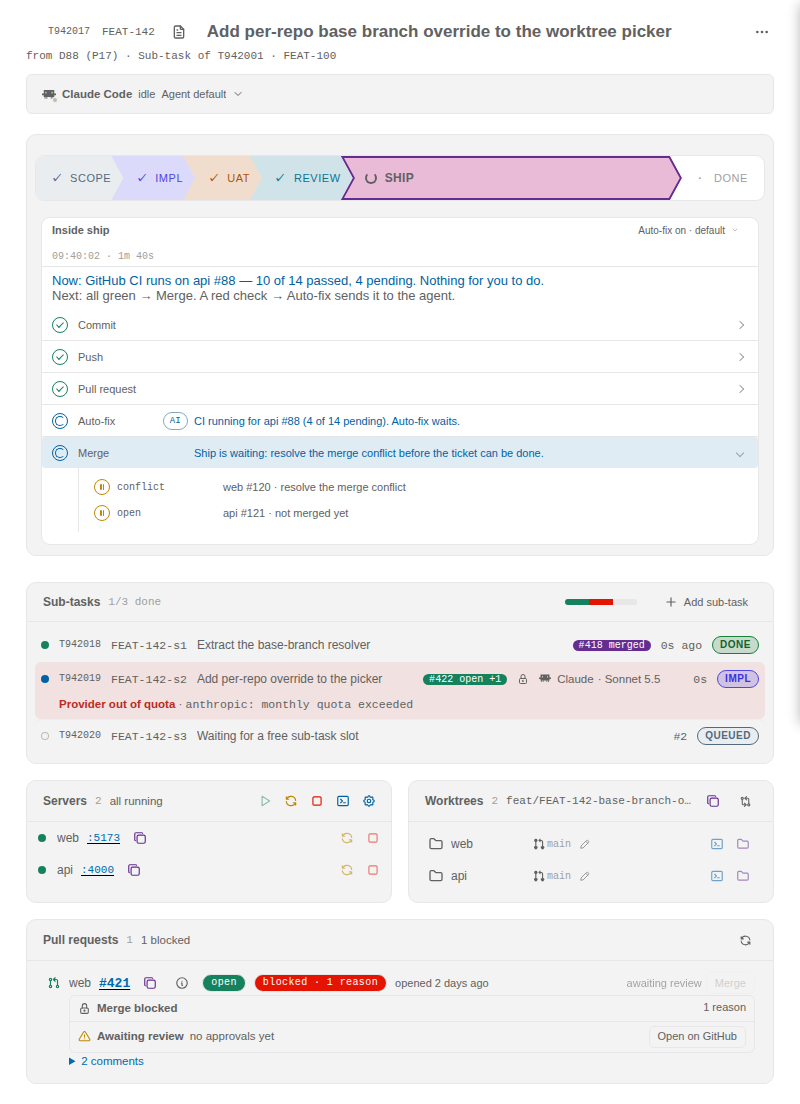 T942017 FEAT-142 Add per-repo base branch override to the worktree picker
from D88 (P17) · Sub-task of T942001 · FEAT-100
Claude Code idle Agent default
SCOPE IMPL UAT REVIEW SHIP DONE
Inside ship Auto-fix on · default
09:40:02 · 1m 40s
Now: GitHub CI runs on api #88 — 10 of 14 passed, 4 pending. Nothing for you to do.
Next: all green → Merge. A red check → Auto-fix sends it to the agent.
Commit
Push
Pull request
Auto-fix AI CI running for api #88 (4 of 14 pending). Auto-fix waits.
Merge Ship is waiting: resolve the merge conflict before the ticket can be done.
conflict web #120 · resolve the merge conflict
open api #121 · not merged yet
Sub-tasks 1/3 done Add sub-task
T942018 FEAT-142-s1 Extract the base-branch resolver #418 merged 0s ago DONE
T942019 FEAT-142-s2 Add per-repo override to the picker #422 open +1 Claude · Sonnet 5.5 0s IMPL
Provider out of quota · anthropic: monthly quota exceeded
T942020 FEAT-142-s3 Waiting for a free sub-task slot #2 QUEUED
Servers 2 all running
web :5173
api :4000
Worktrees 2 feat/FEAT-142-base-branch-o…
web main
api main
Pull requests 1 1 blocked
web #421 open blocked · 1 reason opened 2 days ago awaiting review Merge
Merge blocked 1 reason
Awaiting review no approvals yet Open on GitHub
2 comments